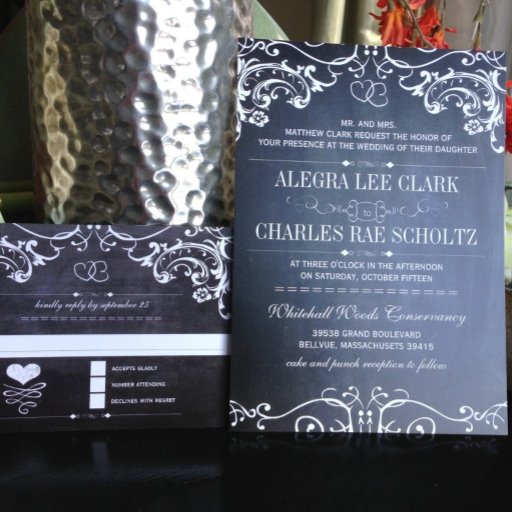 MR. AND MRS.
MATTHEW CLARK REQUEST THE HONOR OF
YOUR PRESENCE AT THE WEDDING OF THEIR DAUGHTER
ALEGRA LEE CLARK
to
CHARLES RAE SCHOLTZ
AT THREE O'CLOCK IN THE AFTERNOON
ON SATURDAY, OCTOBER FIFTEEN
Whitehall Woods Conservancy
39538 GRAND BOULEVARD
BELLVUE, MASSACHUSETS 39415
cake and punch reception to follow
kindly reply by september 25
ACCEPTS GLADLY
NUMBER ATTENDING
DECLINES WITH REGRET